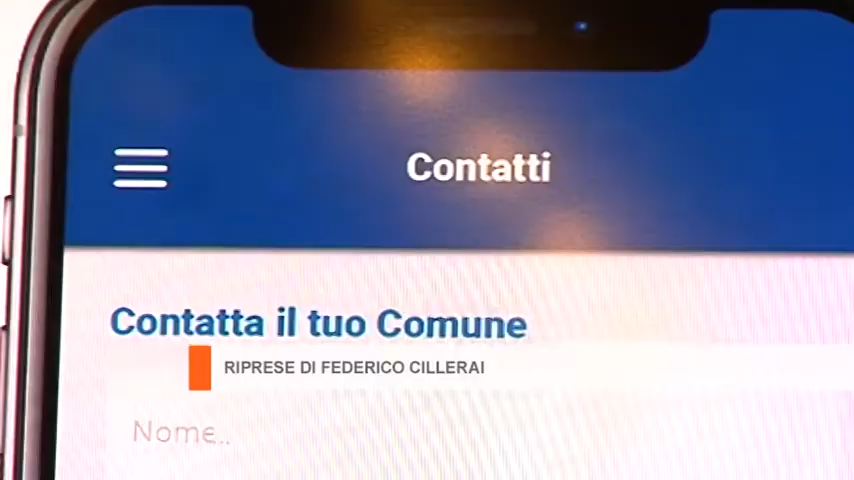 Contatti
Contatta il tuo Comune
RIPRESE DI FEDERICO CILLERAI
Nome..